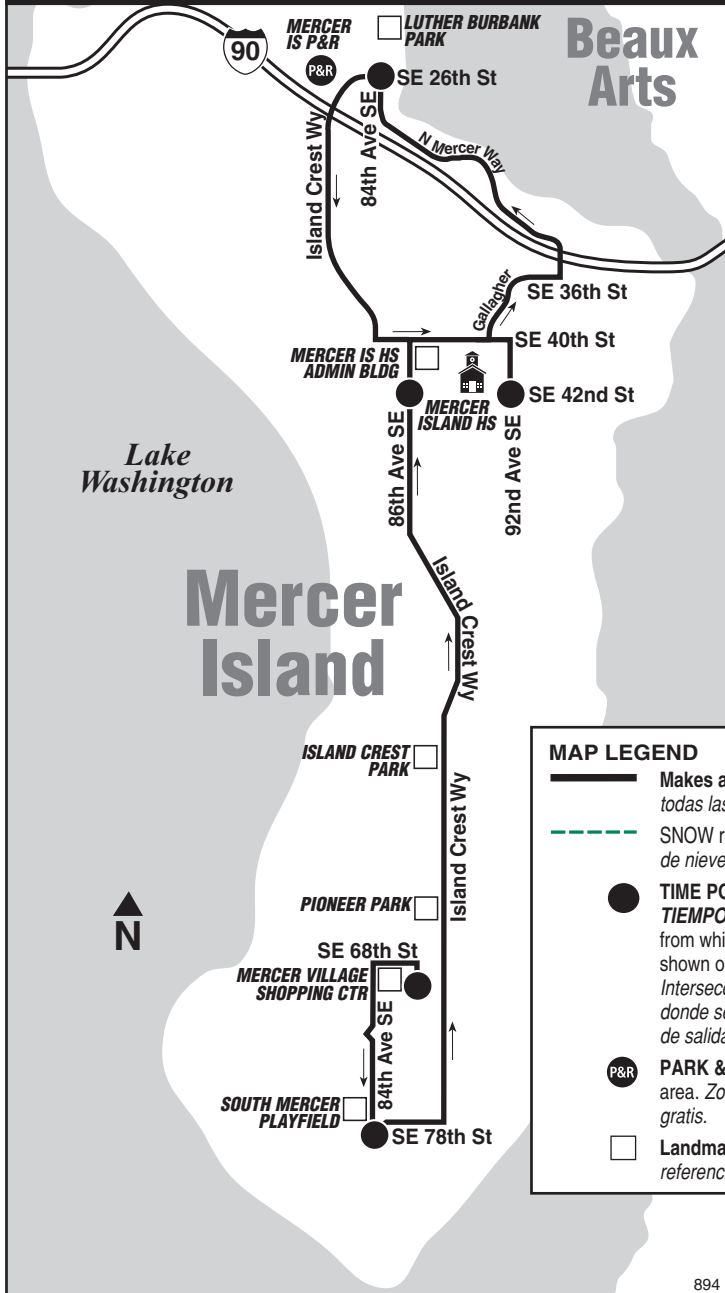 MERCER
IS P&R
LUTHER BURBANK
PARK
Beaux
Arts
90
P&R
SE 26th St
Island Crest Wy
84th Ave SE
N Mercer Way
Gallagher
SE 36th St
SE 40th St
MERCER IS HS
ADMIN BLDG
MERCER
ISLAND HS
SE 42nd St
86th Ave SE
92nd Ave SE
Lake
Washington
Island Crest Wy
Mercer
Island
ISLAND CREST
PARK
Island Crest Wy
PIONEER PARK
N
SE 68th St
MERCER VILLAGE
SHOPPING CTR
84th Ave SE
SOUTH MERCER
PLAYFIELD
SE 78th St
MAP LEGEND
Makes a
todas las
SNOW r
de nieve
TIME PO
TIEMPO
from whi
shown o
Intersecc
donde se
de salida
P&R
PARK &
area. Zo
gratis.
Landma
referenc
894